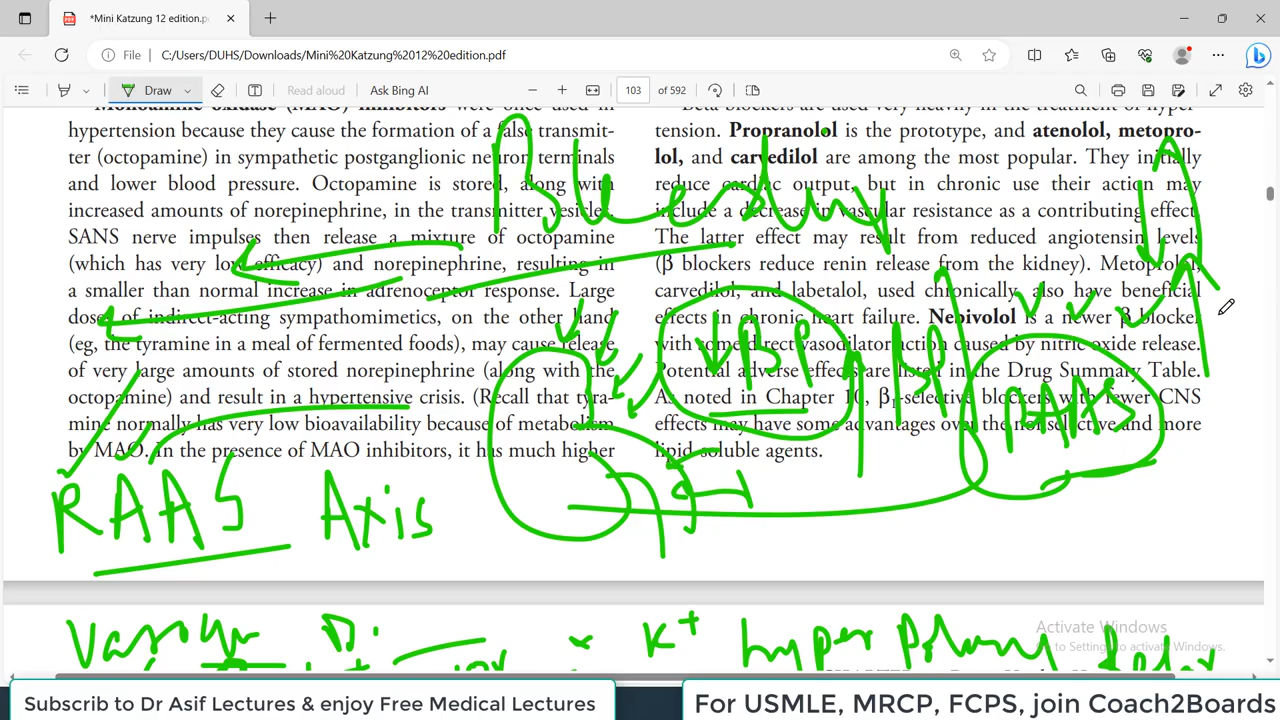 *Mini Katzung 12 edition.p
File
C:/Users/DUHS/Downloads/Mini%20Katzung%2012%20edition.pdf
Draw
Read aloud
Ask Bing AI
103 of 592
hypertension because they cause the formation of a false transmit-
ter (octopamine) in sympathetic postganglionic neuron terminals
and lower blood pressure. Octopamine is stored, along with
increased amounts of norepinephrine, in the transmitter vesicles.
SANS nerve impulses then release a mixture of octopamine
(which has very low efficacy) and norepinephrine, resulting in
a smaller than normal increase in adrenoceptor response. Large
doses of indirect-acting sympathomimetics, on the other hand
(eg, the tyramine in a meal of fermented foods), may cause release
of very large amounts of stored norepinephrine (along with the
octopamine) and result in a hypertensive crisis. (Recall that tyra-
mine normally has very low bioavailability because of metabolism
by MAO. In the presence of MAO inhibitors, it has much higher
tension. Propranolol is the prototype, and atenolol, metopro-
lol, and carvedilol are among the most popular. They initially
reduce cardiac output, but in chronic use their action may
include a decrease in vascular resistance as a contributing effect.
The latter effect may result from reduced angiotensin levels
(β blockers reduce renin release from the kidney). Metoprolol,
carvedilol, and labetalol, used chronically, also have beneficial
effects in chronic heart failure. Nebivolol is a newer β blocker
with some direct vasodilator action caused by nitric oxide release.
Potential adverse effects are listed in the Drug Summary Table.
As noted in Chapter 10, β1-selective blockers with fewer CNS
effects may have some advantages over the nonselective and more
lipid-soluble agents.
Bleeding
↓ BP
BP
RAAS
RAAS Axis
K+ hyper
Activate Windows
Go to Settings to activate Windows.
Subscrib to Dr Asif Lectures & enjoy Free Medical Lectures
For USMLE, MRCP, FCPS, join Coach2Boards